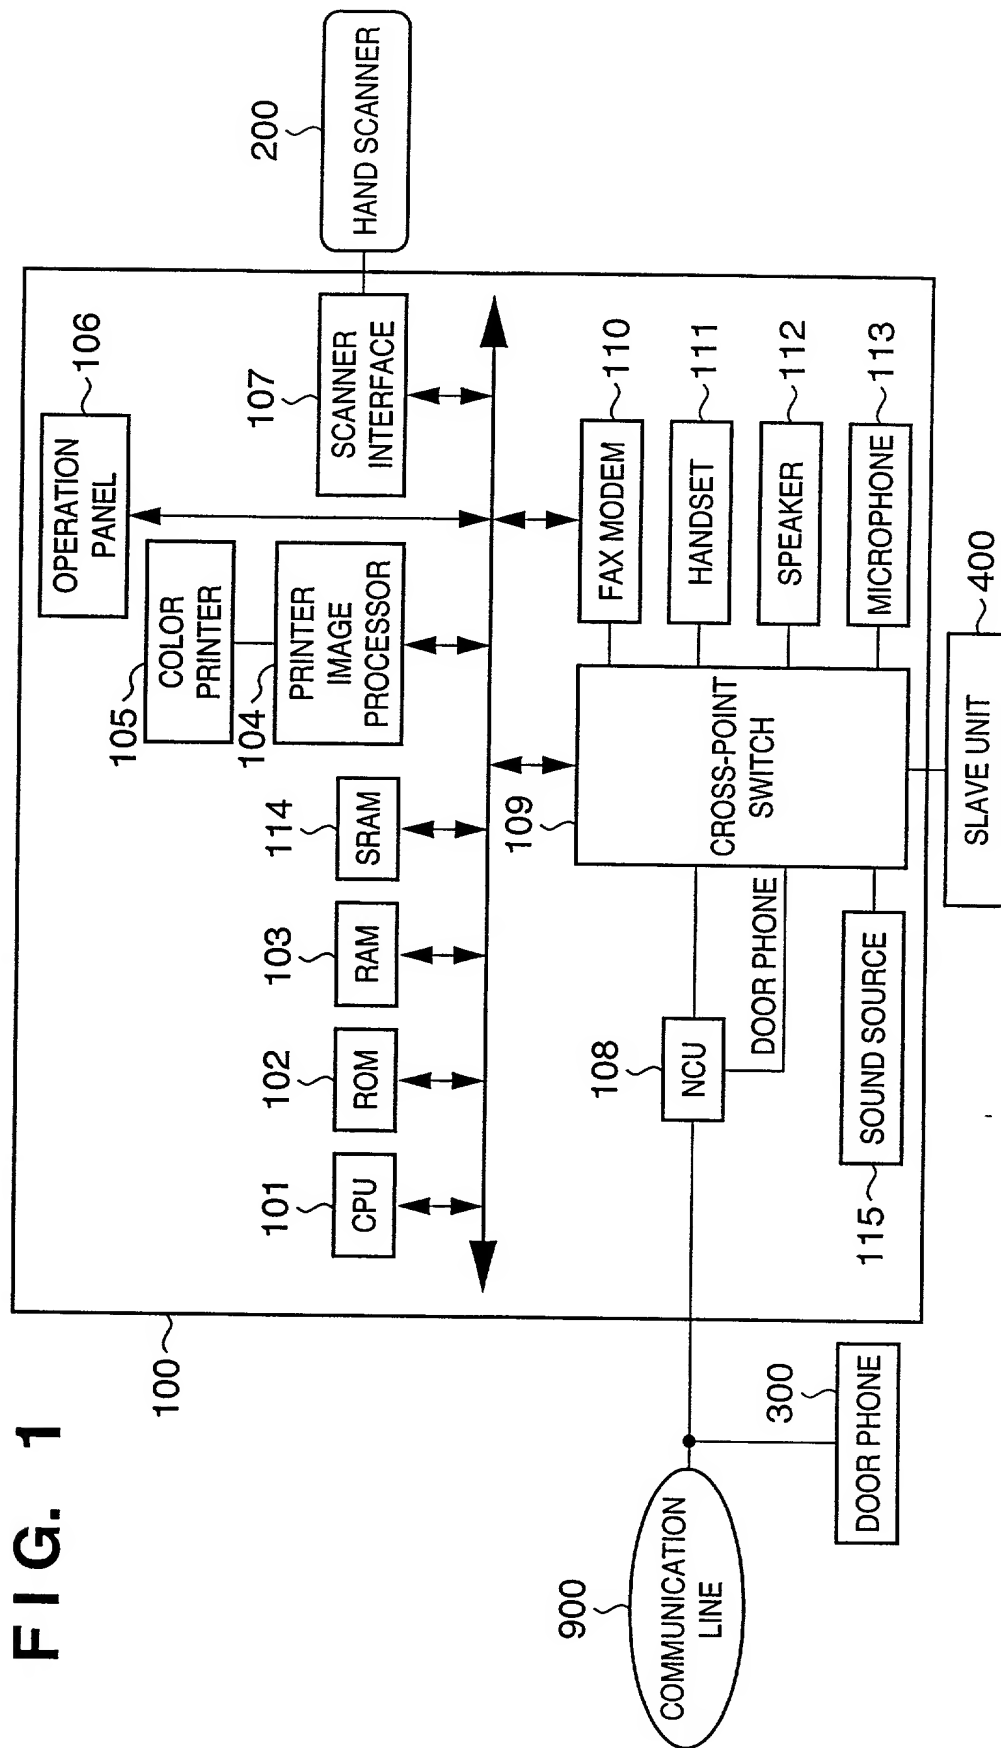 FIG. 1
100
101
CPU
102
ROM
103
RAM
114
SRAM
105
COLOR
PRINTER
104
PRINTER
IMAGE
PROCESSOR
106
OPERATION
PANEL
107
SCANNER
INTERFACE
200
HAND SCANNER
900
COMMUNICATION
LINE
300
DOOR PHONE
108
NCU
DOOR PHONE
109
CROSS-POINT
SWITCH
115
SOUND SOURCE
FAX MODEM
110
HANDSET
111
SPEAKER
112
MICROPHONE
113
SLAVE UNIT
400